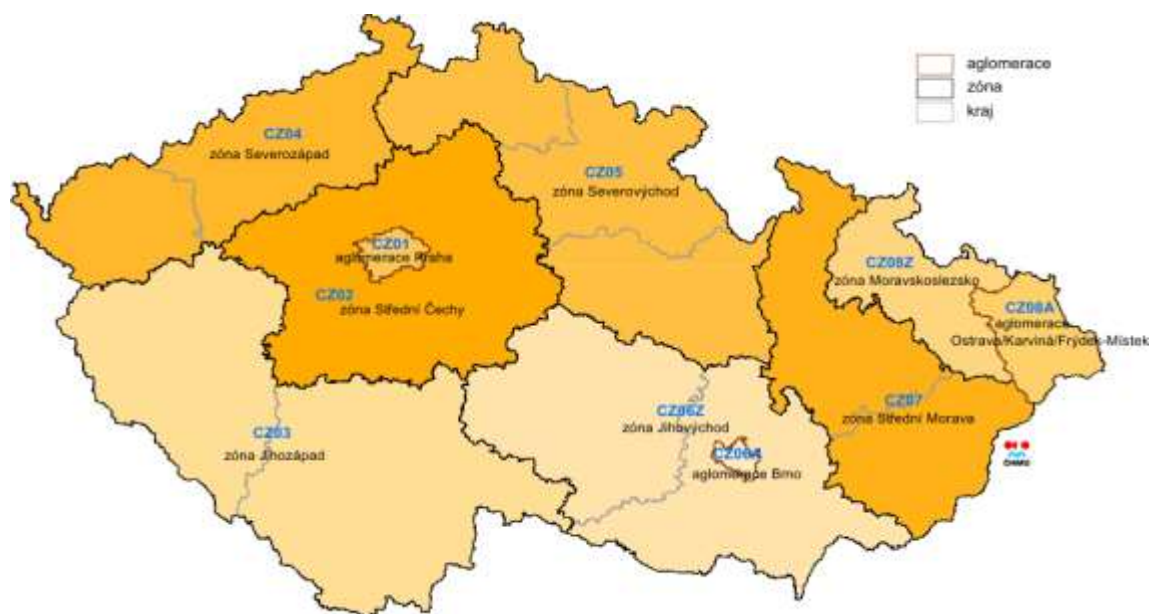 aglomerace
zóna
kraj
CZ04
zóna Severozápad
CZ05
zóna Severovýchod
CZ01
aglomerace Praha
CZ02
zóna Střední Čechy
CZ08Z
zóna Moravskoslezsko
CZ08A
aglomerace
Ostrava/Karviná/Frýdek-Místek
CZ07
zóna Střední Morava
CZ03
zóna Jihozápad
CZ06Z
zóna Jihovýchod
CZ06A
aglomerace Brno
ČHMÚ